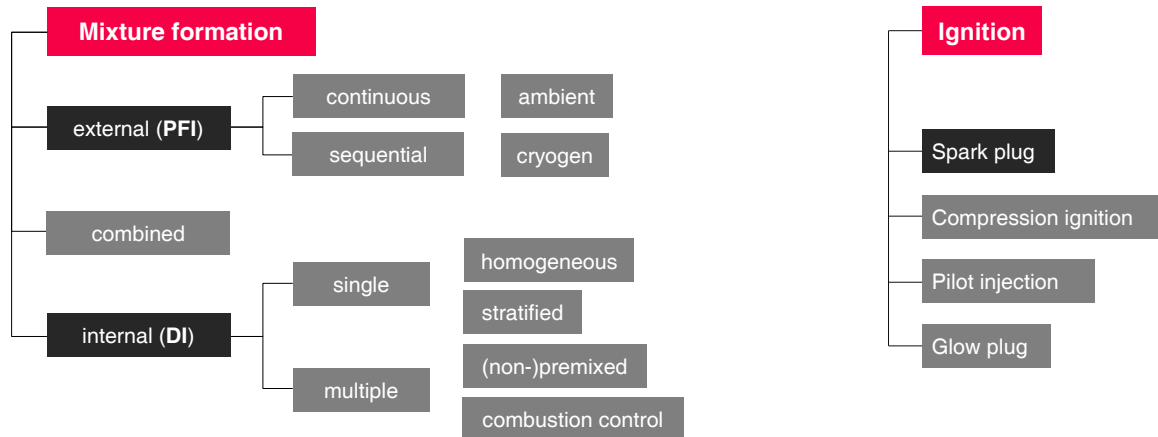 Mixture formation
external (PFI)
continuous
ambient
sequential
cryogen
combined
internal (DI)
single
homogeneous
stratified
multiple
(non-)premixed
combustion control
Ignition
Spark plug
Compression ignition
Pilot injection
Glow plug